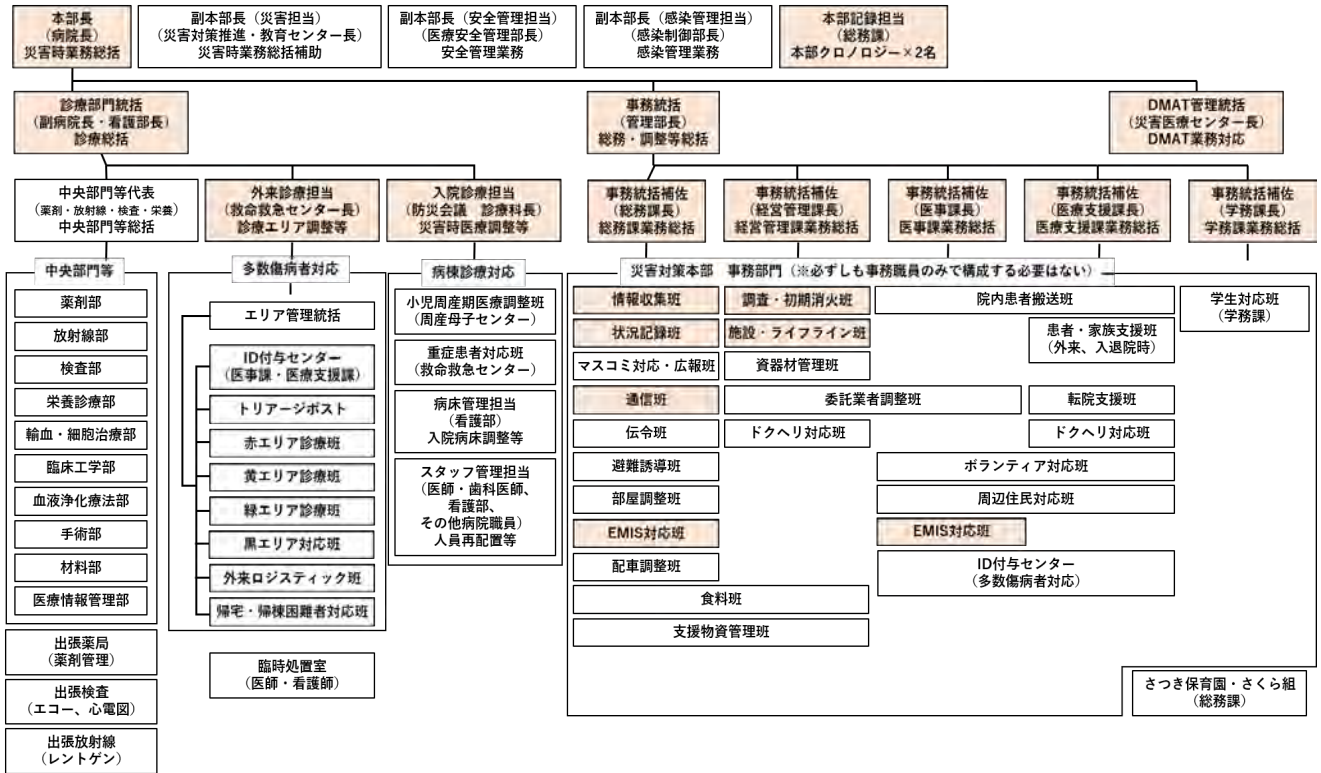 本部長
(病院長)
災害時業務総括
副本部長(災害担当)
(災害対策推進・教育センター長)
災害時業務総括補助
副本部長(安全管理担当)
(医療安全管理部長)
安全管理業務
副本部長(感染管理担当)
(感染制御部長)
感染管理業務
本部記録担当
(総務課)
本部クロノロジー×2名
診療部門統括
(副病院長・看護部長)
診療総括
事務統括
(管理部長)
総務・調整等総括
DMAT管理統括
(災害医療センター長)
DMAT業務対応
中央部門等代表
(薬剤・放射線・検査・栄養)
中央部門等総括
外来診療担当
(救命救急センター長)
診療エリア調整等
入院診療担当
(防災会議 診療科長)
災害時医療調整等
事務統括補佐
(総務課長)
総務課業務総括
事務統括補佐
(経営管理課長)
経営管理課業務総括
事務統括補佐
(医事課長)
医事課業務総括
事務統括補佐
(医療支援課長)
医療支援課業務総括
事務統括補佐
(学務課長)
学務課業務総括
中央部門等
薬剤部
放射線部
検査部
栄養診療部
輸血・細胞治療部
臨床工学部
血液浄化療法部
手術部
材料部
医療情報管理部
出張薬局
(薬剤管理)
出張検査
(エコー、心電図)
出張放射線
(レントゲン)
多数傷病者対応
エリア管理統括
ID付与センター
(医事課・医療支援課)
トリアージポスト
赤エリア診療班
黄エリア診療班
緑エリア診療班
黒エリア対応班
外来ロジスティック班
帰宅・帰棟困難者対応班
臨時処置室
(医師・看護師)
病棟診療対応
小児周産期医療調整班
(周産母子センター)
重症患者対応班
(救命救急センター)
病床管理担当
(看護部)
入院病床調整等
スタッフ管理担当
(医師・歯科医師、
看護部、
その他病院職員)
人員再配置等
災害対策本部 事務部門(※必ずしも事務職員のみで構成する必要はない)
情報収集班
状況記録班
マスコミ対応・広報班
通信班
伝令班
避難誘導班
部屋調整班
EMIS対応班
配車調整班
食料班
支援物資管理班
調査・初期消火班
施設・ライフライン班
資器材管理班
委託業者調整班
ドクヘリ対応班
院内患者搬送班
患者・家族支援班
(外来、入退院時)
転院支援班
ドクヘリ対応班
ボランティア対応班
周辺住民対応班
EMIS対応班
ID付与センター
(多数傷病者対応)
学生対応班
(学務課)
さつき保育園・さくら組
(総務課)